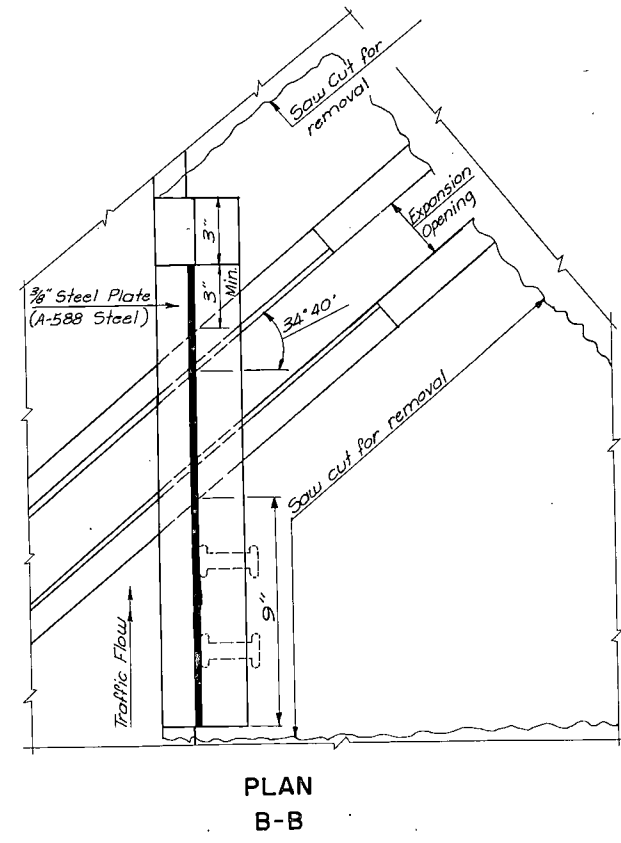 Saw Cut for
removal
Expansion
Opening
3"
3"
Min.
3/8" Steel Plate
(A-588 Steel)
34° 40'
Saw cut for removal
9"
Traffic Flow
PLAN
B-B